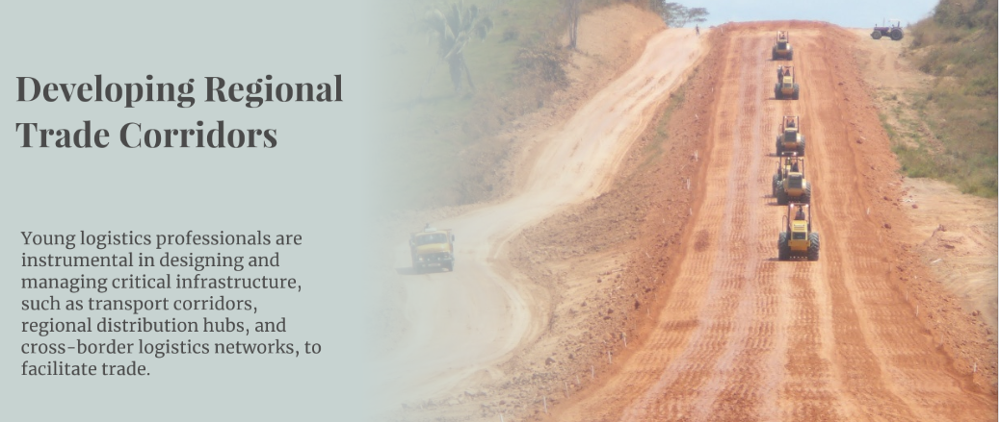 Developing Regional
Trade Corridors
Young logistics professionals are
instrumental in designing and
managing critical infrastructure,
such as transport corridors,
regional distribution hubs, and
cross-border logistics networks, to
facilitate trade.